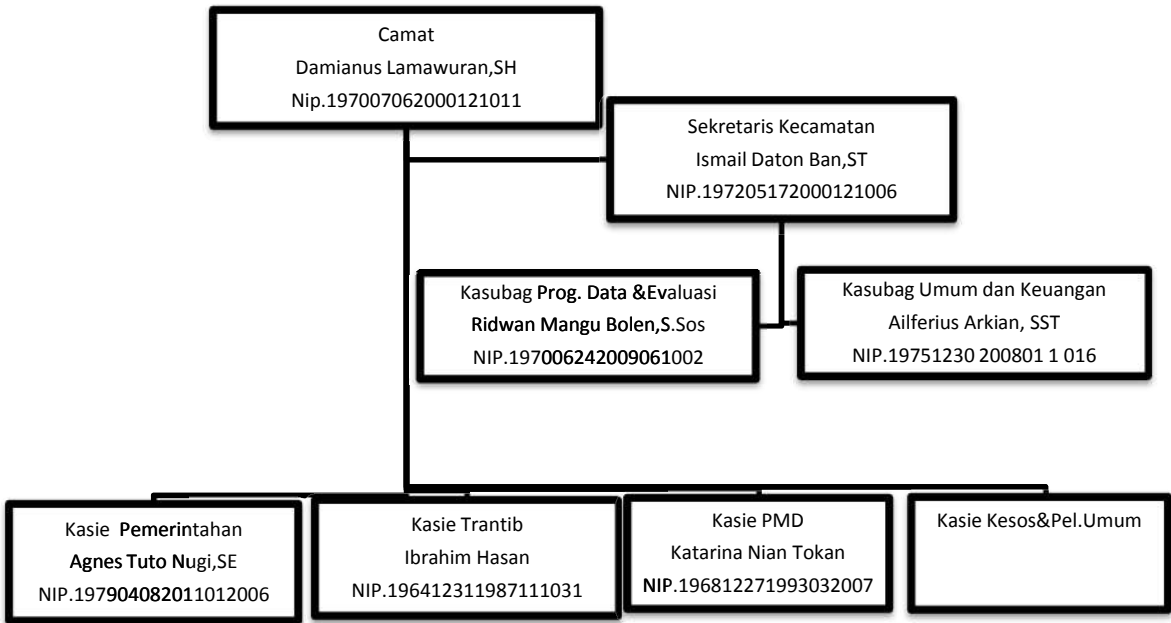 Camat
Damianus Lamawuran,SH
Nip.197007062000121011
Sekretaris Kecamatan
Ismail Daton Ban,ST
NIP.197205172000121006
Kasubag Prog. Data &Evaluasi
Ridwan Mangu Bolen,S.Sos
NIP.197006242009061002
Kasubag Umum dan Keuangan
Ailferius Arkian, SST
NIP.19751230 200801 1 016
Kasie Pemerintahan
Agnes Tuto Nugi,SE
NIP.197904082011012006
Kasie Trantib
Ibrahim Hasan
NIP.196412311987111031
Kasie PMD
Katarina Nian Tokan
NIP.196812271993032007
Kasie Kesos&Pel.Umum